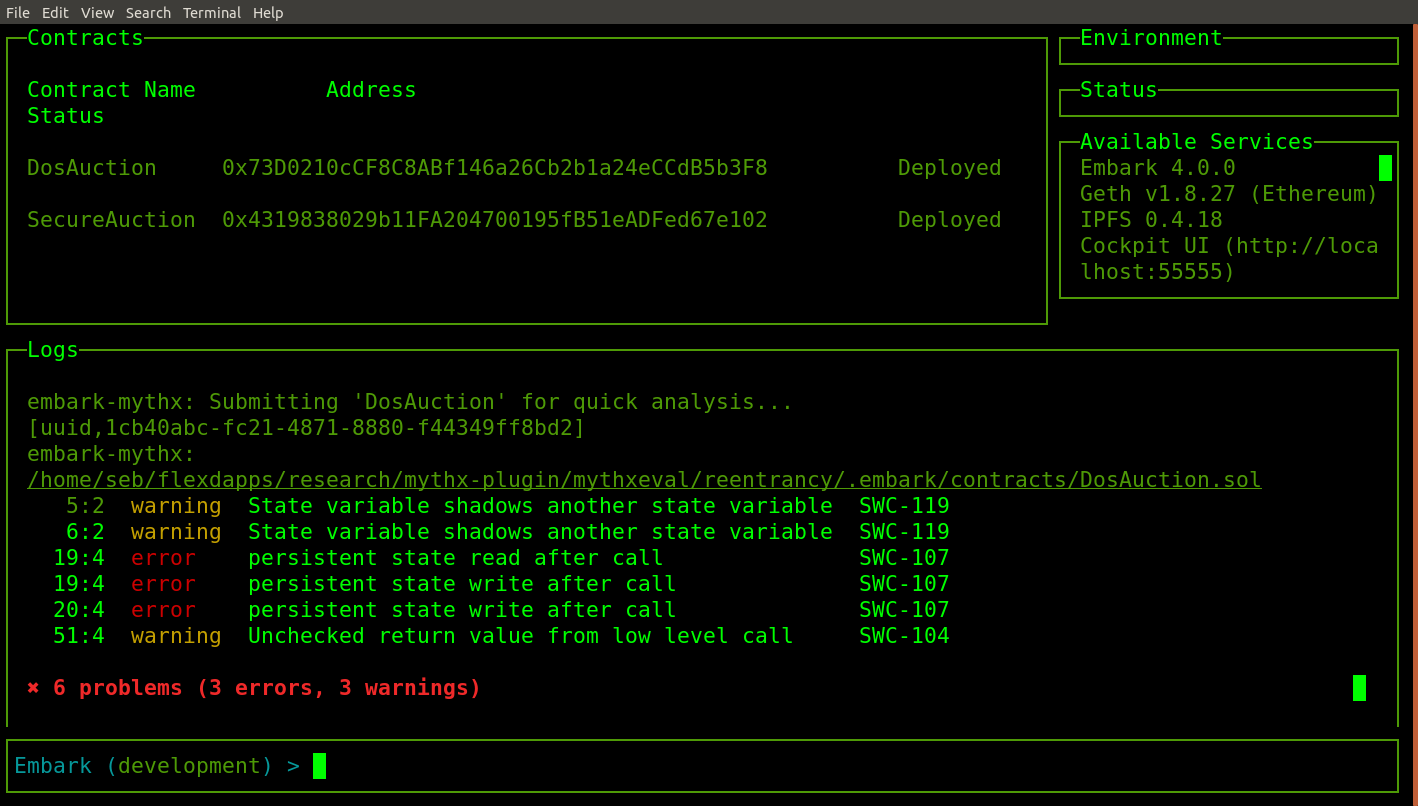 File Edit View Search Terminal Help
Contracts
Contract Name Address
Status
DosAuction 0x73D0210cCF8C8ABf146a26Cb2b1a24eCCdB5b3F8 Deployed
SecureAuction 0x4319838029b11FA204700195fB51eADFed67e102 Deployed
Environment
Status
Available Services
Embark 4.0.0
Geth v1.8.27 (Ethereum)
IPFS 0.4.18
Cockpit UI (http://loca
lhost:55555)
Logs
embark-mythx: Submitting 'DosAuction' for quick analysis...
[uuid,1cb40abc-fc21-4871-8880-f44349ff8bd2]
embark-mythx:
/home/seb/flexdapps/research/mythx-plugin/mythxeval/reentrancy/.embark/contracts/DosAuction.sol
5:2 warning State variable shadows another state variable SWC-119
6:2 warning State variable shadows another state variable SWC-119
19:4 error persistent state read after call SWC-107
19:4 error persistent state write after call SWC-107
20:4 error persistent state write after call SWC-107
51:4 warning Unchecked return value from low level call SWC-104
✖ 6 problems (3 errors, 3 warnings)
Embark (development) >